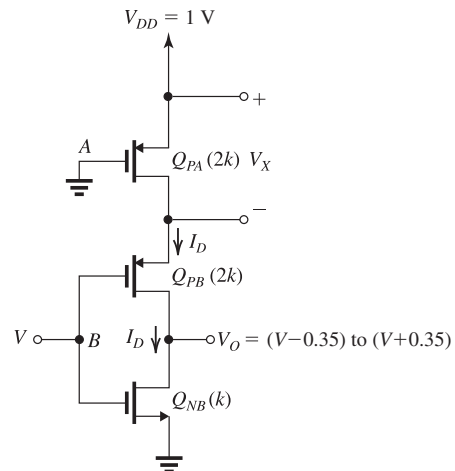 V_DD = 1 V
+
A
Q_PA (2k) V_X
−
I_D
Q_PB (2k)
V B I_D V_O = (V−0.35) to (V+0.35)
Q_NB (k)